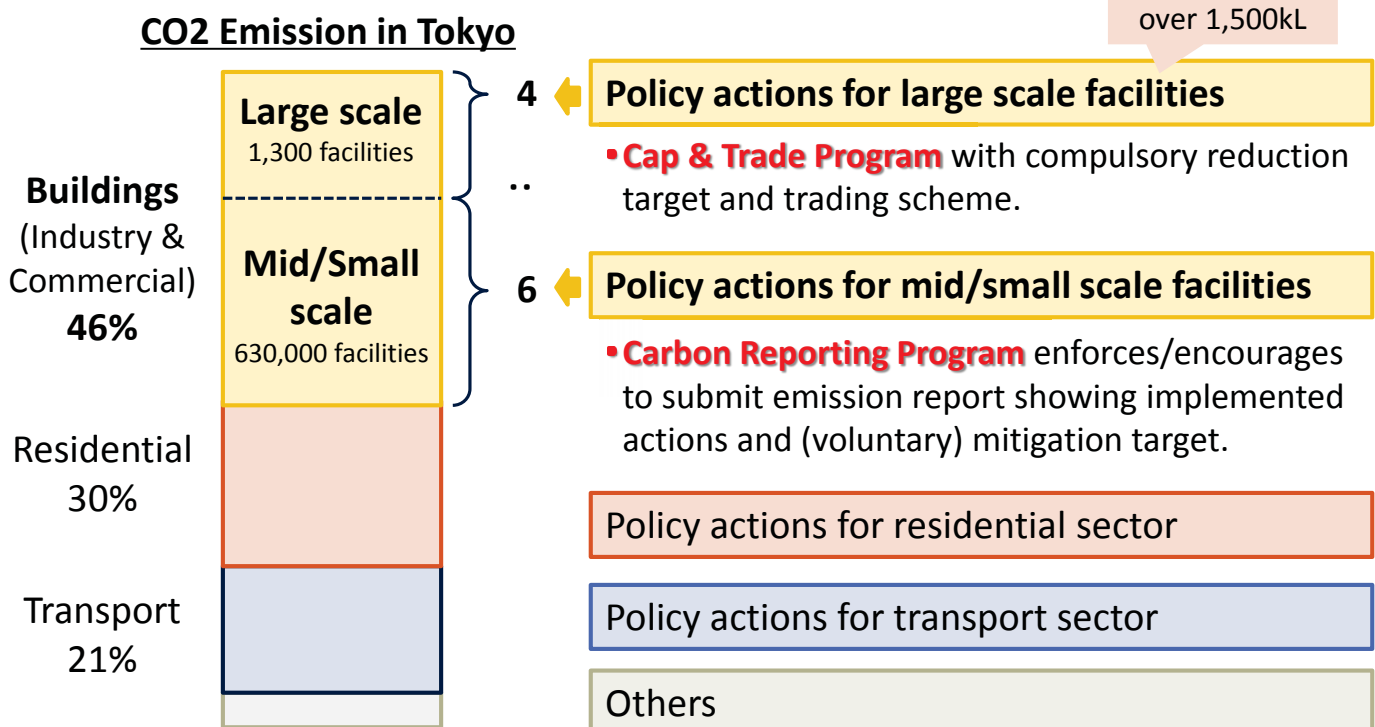 CO2 Emission in Tokyo
over 1,500kL
Large scale
1,300 facilities
Buildings
(Industry &
Commercial)
46%
Mid/Small
scale
630,000 facilities
Residential
30%
Transport
21%
4
..
6
Policy actions for large scale facilities
▪Cap & Trade Program with compulsory reduction
target and trading scheme.
Policy actions for mid/small scale facilities
▪Carbon Reporting Program enforces/encourages
to submit emission report showing implemented
actions and (voluntary) mitigation target.
Policy actions for residential sector
Policy actions for transport sector
Others